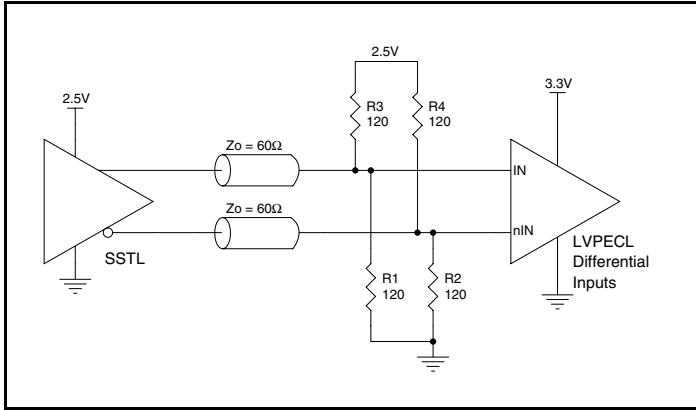 2.5V
2.5V
3.3V
R3
120
R4
120
Zo = 60Ω
IN
Zo = 60Ω
nIN
SSTL
LVPECL
Differential
Inputs
R1
120
R2
120